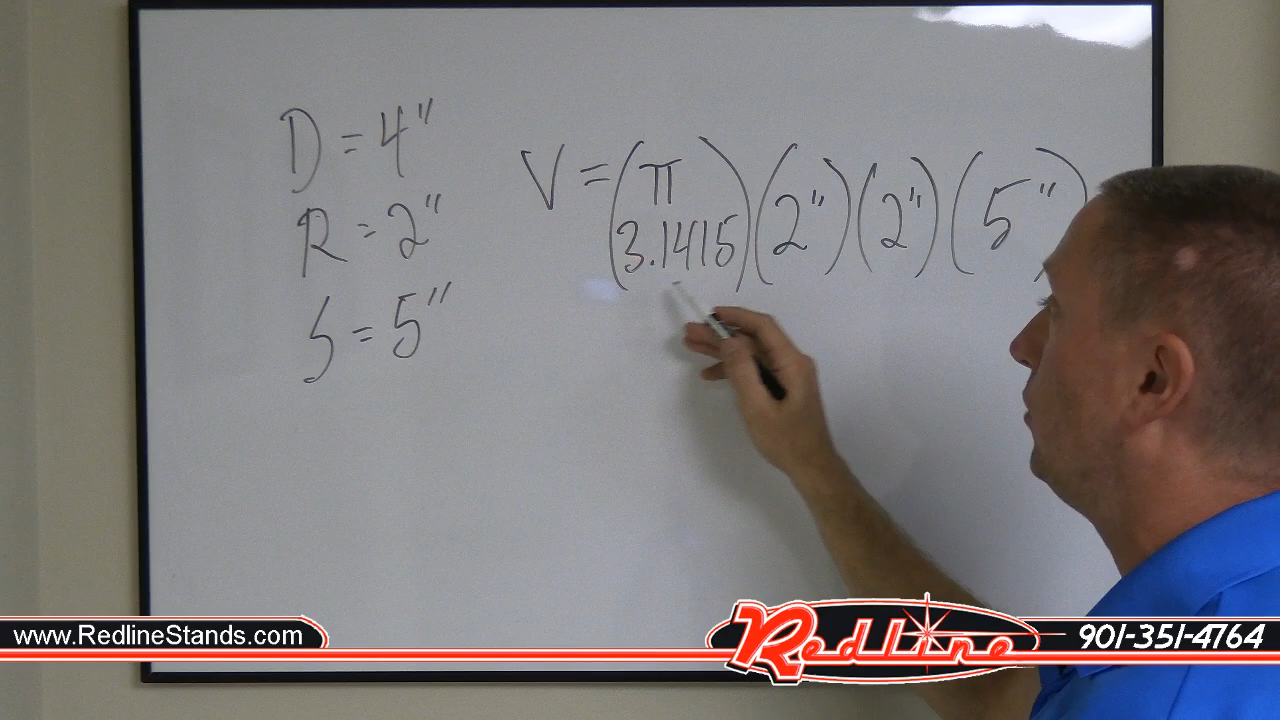 D = 4"
R = 2"
S = 5"
V = (π 3.1415) (2") (2") (5")
www.RedlineStands.com
Redline
901-351-4764